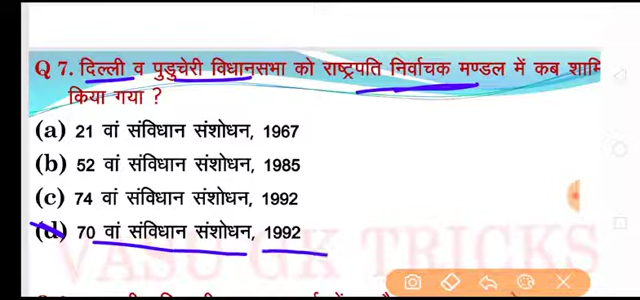 Q 7. दिल्ली व पुडुचेरी विधानसभा को राष्ट्रपति निर्वाचक मण्डल में कब शामि
किया गया ?
(a) 21 वां संविधान संशोधन, 1967
(b) 52 वां संविधान संशोधन, 1985
(c) 74 वां संविधान संशोधन, 1992
(d) 70 वां संविधान संशोधन, 1992
VASU GK TRICKS